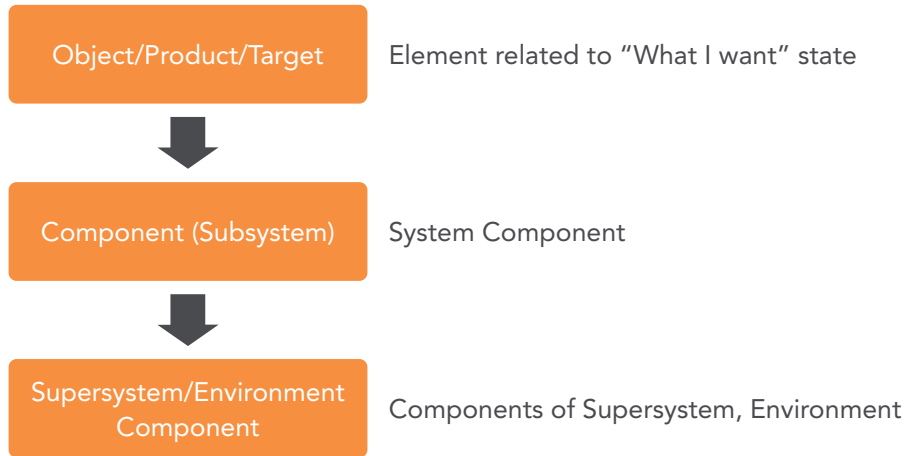 Object/Product/Target
Element related to “What I want” state
Component (Subsystem)
System Component
Supersystem/Environment
Component
Components of Supersystem, Environment